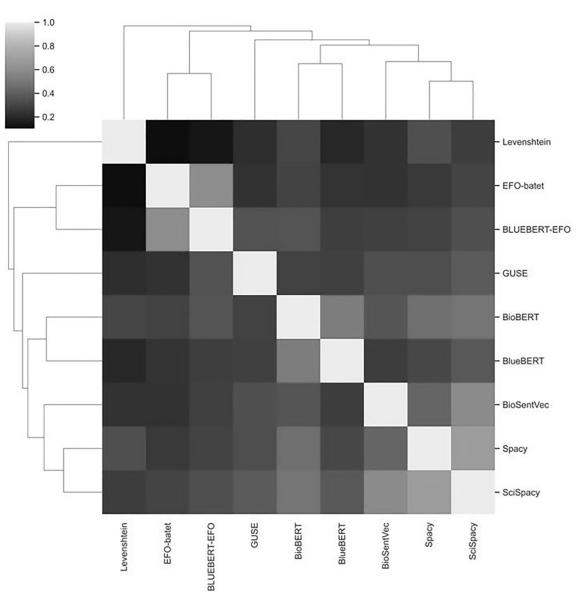 1.0
0.8
0.6
0.4
0.2
Levenshtein
EFO-batet
BLUEBERT-EFO
GUSE
BioBERT
BlueBERT
BioSentVec
Spacy
SciSpacy
Levenshtein
EFO-batet
BLUEBERT-EFO
GUSE
BioBERT
BlueBERT
BioSentVec
Spacy
SciSpacy